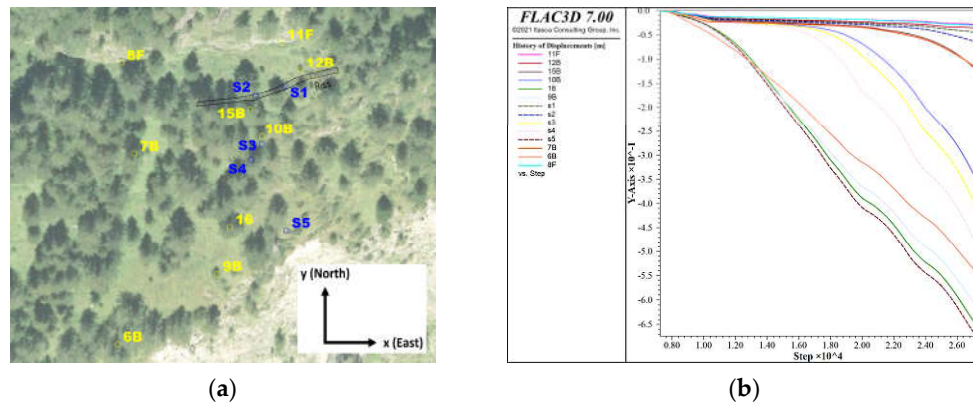 11F
8F
12B
S2
S1
15B
10B
7B
S3
S4
16
S5
9B
6B
y (North)
x (East)
(a)
FLAC3D 7.00
©2021 Itasca Consulting Group, Inc.
History of Displacements [m]
11F
12B
15B
10B
16
9B
s1
s2
s3
s4
s5
7B
6B
8F
vs. Step
Y-Axis ×10^-1
0.0
-0.5
-1.0
-1.5
-2.0
-2.5
-3.0
-3.5
-4.0
-4.5
-5.0
-5.5
-6.0
-6.5
0.80 1.00 1.20 1.40 1.60 1.80 2.00 2.20 2.40 2.60
Step ×10^4
(b)